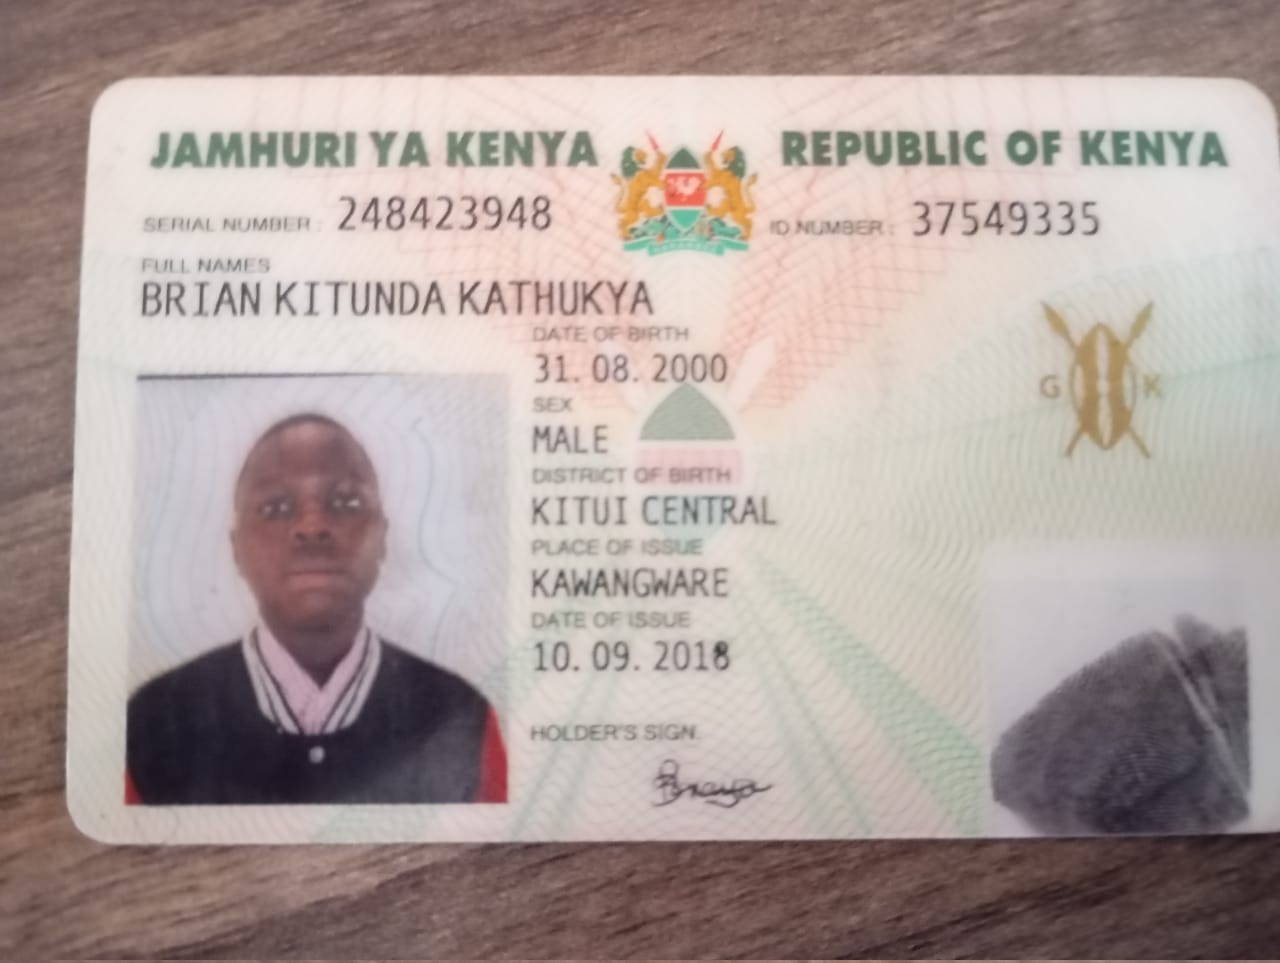 JAMHURI YA KENYA REPUBLIC OF KENYA
SERIAL NUMBER : 248423948 ID NUMBER : 37549335
FULL NAMES
BRIAN KITUNDA KATHUKYA
DATE OF BIRTH
31.08.2000
SEX
MALE
DISTRICT OF BIRTH
KITUI CENTRAL
PLACE OF ISSUE
KAWANGWARE
DATE OF ISSUE
10.09.2018
HOLDER'S SIGN.
G K